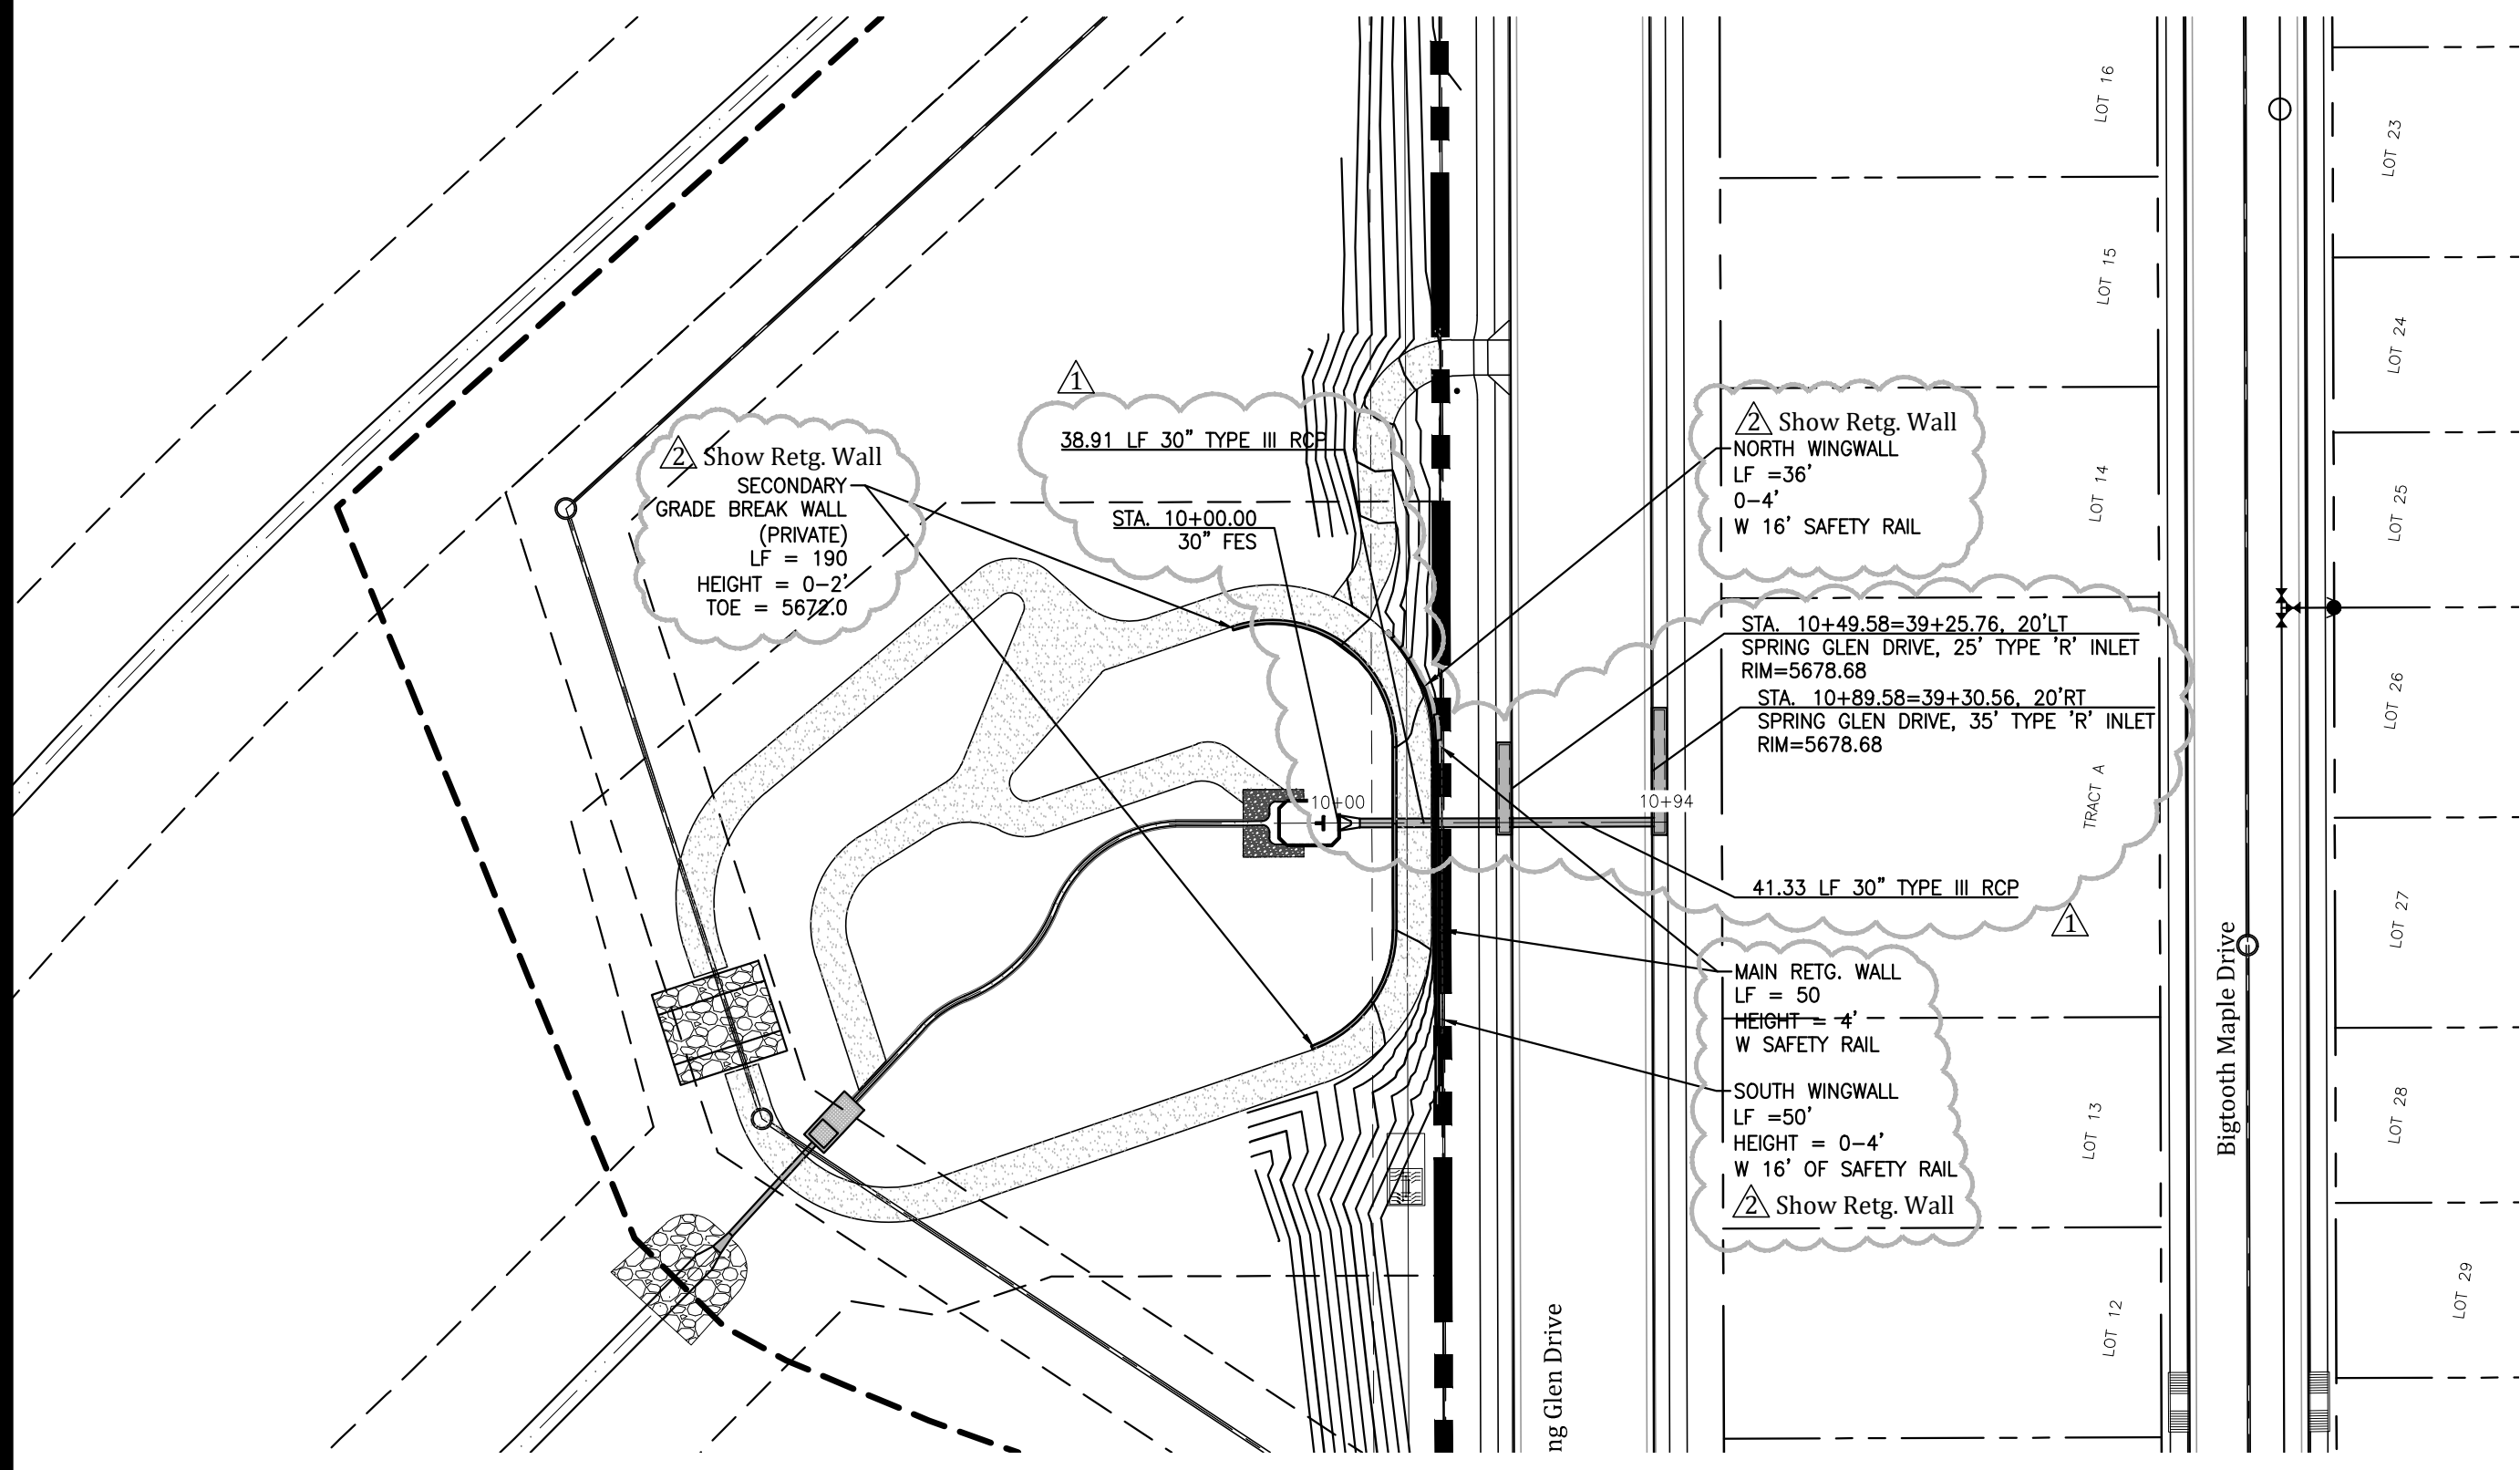 1
38.91 LF 30" TYPE III RCP
STA. 10+00.00
30" FES
2 Show Retg. Wall
SECONDARY
GRADE BREAK WALL
(PRIVATE)
LF = 190
HEIGHT = 0-2'
TOE = 5672.0
2 Show Retg. Wall
NORTH WINGWALL
LF =36'
0-4'
W 16' SAFETY RAIL
STA. 10+49.58=39+25.76, 20'LT
SPRING GLEN DRIVE, 25' TYPE 'R' INLET
RIM=5678.68
STA. 10+89.58=39+30.56, 20'RT
SPRING GLEN DRIVE, 35' TYPE 'R' INLET
RIM=5678.68
10+00
10+94
41.33 LF 30" TYPE III RCP
1
MAIN RETG. WALL
LF = 50
HEIGHT = 4'
W SAFETY RAIL
SOUTH WINGWALL
LF =50'
HEIGHT = 0-4'
W 16' OF SAFETY RAIL
2 Show Retg. Wall
ng Glen Drive
LOT 16
LOT 15
LOT 14
TRACT A
LOT 13
LOT 12
Bigtooth Maple Drive
LOT 23
LOT 24
LOT 25
LOT 26
LOT 27
LOT 28
LOT 29